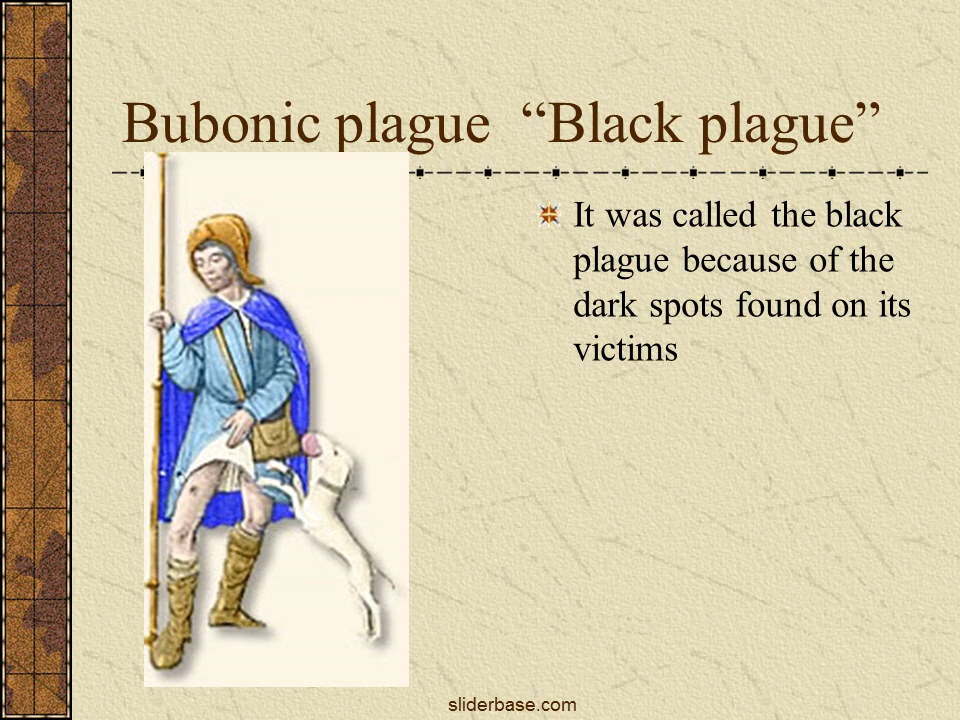 Bubonic plague “Black plague”
It was called the black
plague because of the
dark spots found on its
victims
sliderbase.com